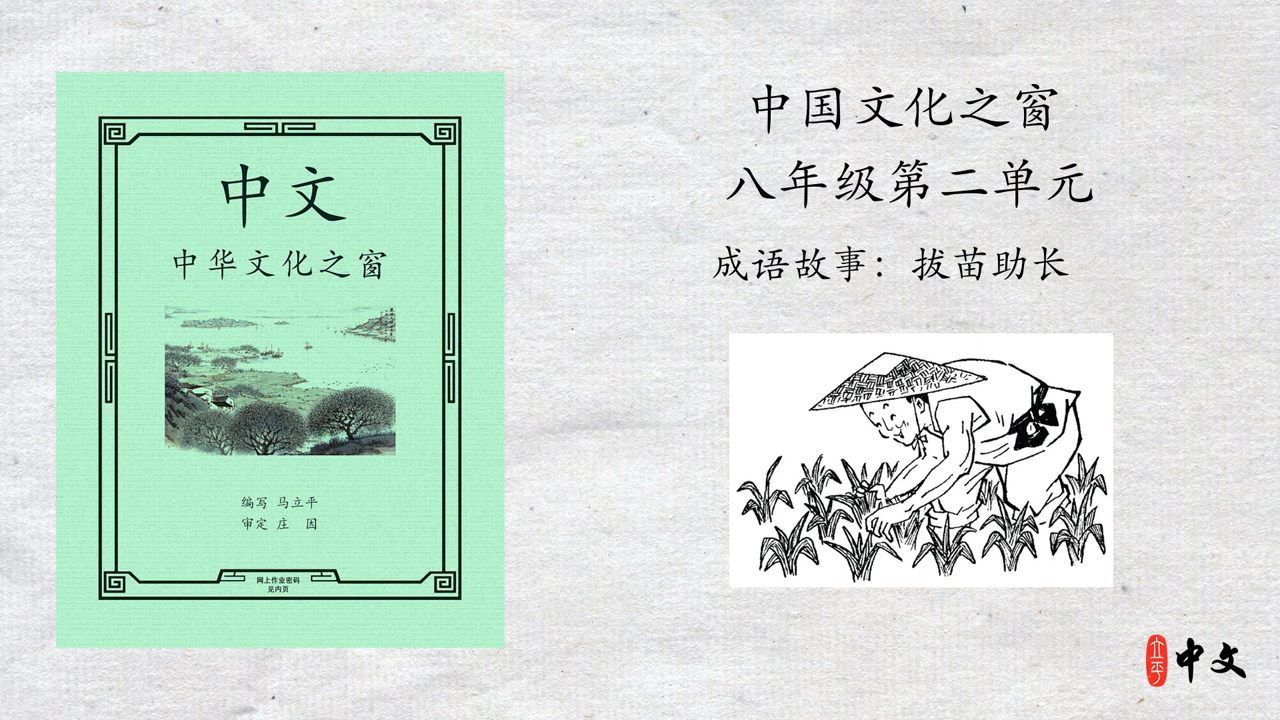 中文
中华文化之窗
编写 马立平
审定 庄 因
网上作业密码
见内页
中国文化之窗
八年级第二单元
成语故事：拔苗助长
立平
中文